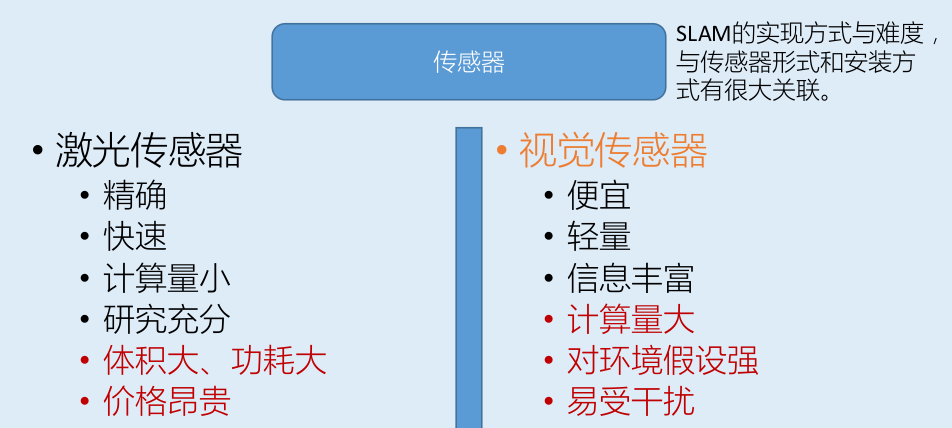 传感器
SLAM的实现方式与难度，
与传感器形式和安装方
式有很大关联。
• 激光传感器
• 精确
• 快速
• 计算量小
• 研究充分
• 体积大、功耗大
• 价格昂贵
• 视觉传感器
• 便宜
• 轻量
• 信息丰富
• 计算量大
• 对环境假设强
• 易受干扰